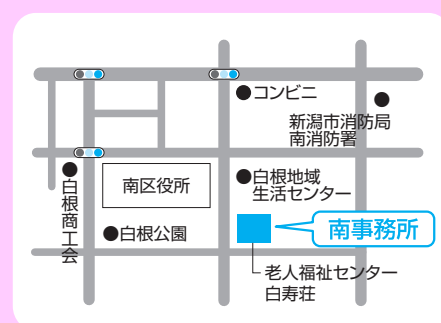 コンビニ
新潟市消防局
南消防署
白根商工会
南区役所
白根地域
生活センター
白根公園
南事務所
老人福祉センター
白寿荘